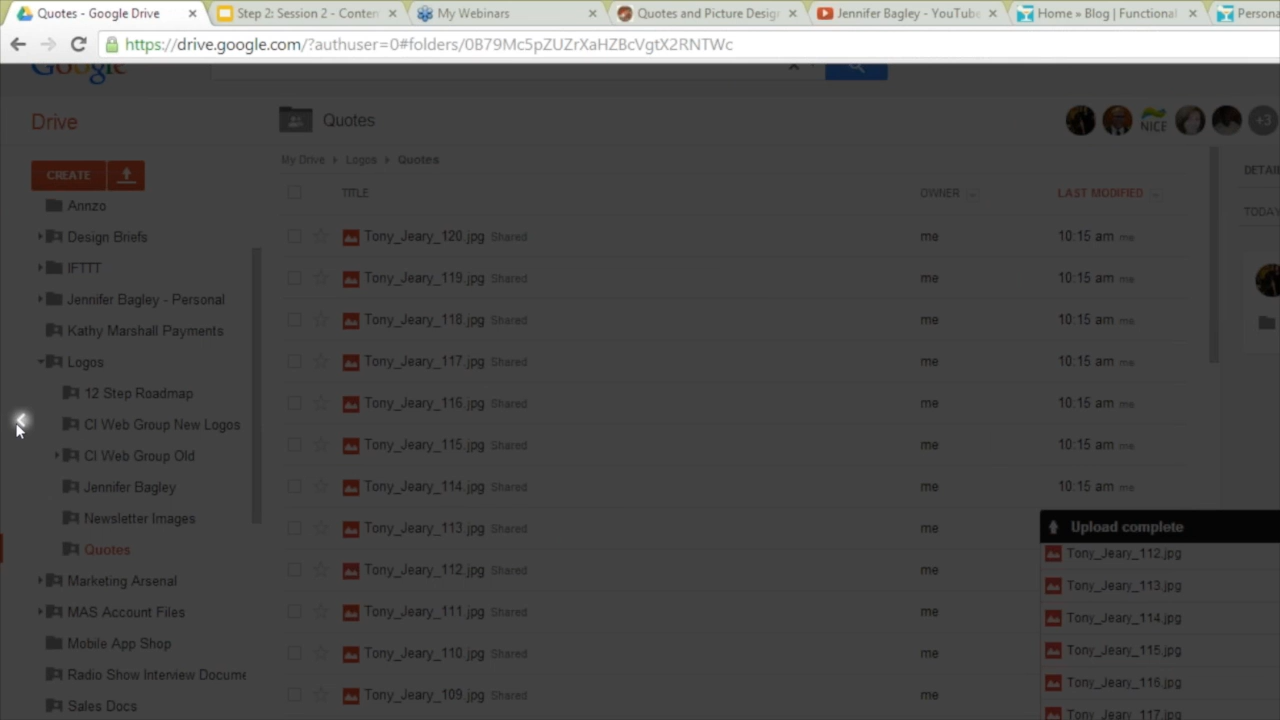 Quotes - Google Drive
Step 2: Session 2 - Conten
My Webinars
Quotes and Picture Desig
Jennifer Bagley - YouTube
Home » Blog | Functional
Persona
https://drive.google.com/?authuser=0#folders/0B79Mc5pZUZrXaHZBcVgtX2RNTWc
Google
Drive
Quotes
NICE
+3
My Drive Logos Quotes
DETAI
CREATE
TITLE
OWNER
LAST MODIFIED
TODAY
Annzo
Design Briefs
IFTTT
Jennifer Bagley - Personal
Kathy Marshall Payments
Logos
12 Step Roadmap
CI Web Group New Logos
CI Web Group Old
Jennifer Bagley
Newsletter Images
Quotes
Marketing Arsenal
MAS Account Files
Mobile App Shop
Radio Show Interview Docume
Sales Docs
Tony_Jeary_120.jpg Shared me 10:15 am me
Tony_Jeary_119.jpg Shared me 10:15 am me
Tony_Jeary_118.jpg Shared me 10:15 am me
Tony_Jeary_117.jpg Shared me 10:15 am me
Tony_Jeary_116.jpg Shared me 10:15 am me
Tony_Jeary_115.jpg Shared me 10:15 am me
Tony_Jeary_114.jpg Shared me 10:15 am me
Tony_Jeary_113.jpg Shared me
Tony_Jeary_112.jpg Shared me
Tony_Jeary_111.jpg Shared me
Tony_Jeary_110.jpg Shared me
Tony_Jeary_109.jpg Shared me
Upload complete
Tony_Jeary_112.jpg
Tony_Jeary_113.jpg
Tony_Jeary_114.jpg
Tony_Jeary_115.jpg
Tony_Jeary_116.jpg
Tony_Jeary_117.jpg